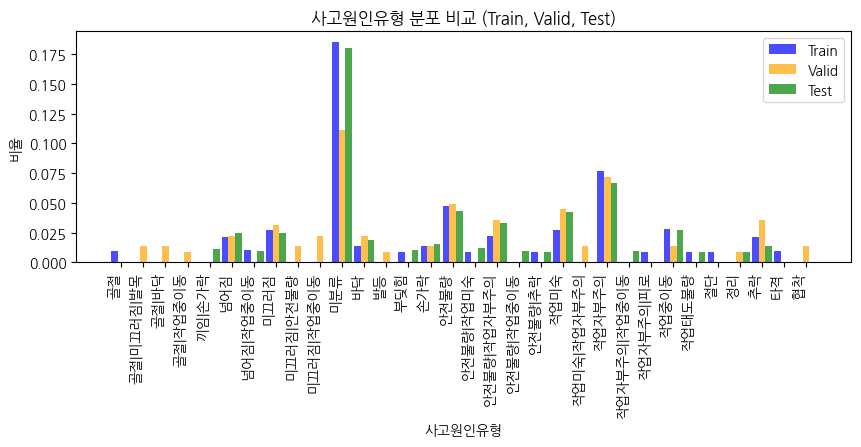 사고원인유형 분포 비교 (Train, Valid, Test)
Train
Valid
Test
비율
0.175
0.150
0.125
0.100
0.075
0.050
0.025
0.000
골절
골절|미끄러짐|발목
골절|바닥
골절|작업중이동
끼임|손가락
넘어짐
넘어짐|작업중이동
미끄러짐
미끄러짐|안전불량
미끄러짐|작업중이동
미분류
바닥
발등
부딪힘
손가락
안전불량
안전불량|작업미숙
안전불량|작업자부주의
안전불량|작업중이동
안전불량|추락
작업미숙
작업미숙|작업자부주의
작업자부주의
작업자부주의|작업중이동
작업자부주의|피로
작업중이동
작업태도불량
절단
정리
추락
타격
협착
사고원인유형